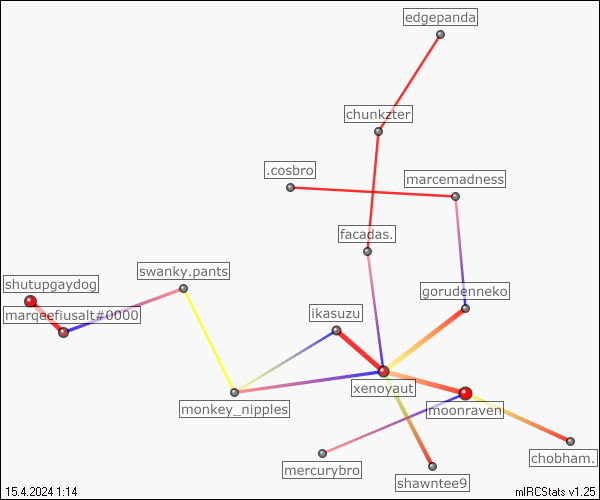 edgepanda
chunkzter
.cosbro
marcemadness
facadas.
swanky.pants
shutupgaydog
gorudenneko
marqeefiusalt#0000
ikasuzu
xenoyaut
monkey_nipples
moonraven
chobham.
mercurybro
shawntee9
15.4.2024 1:14
mIRCStats v1.25